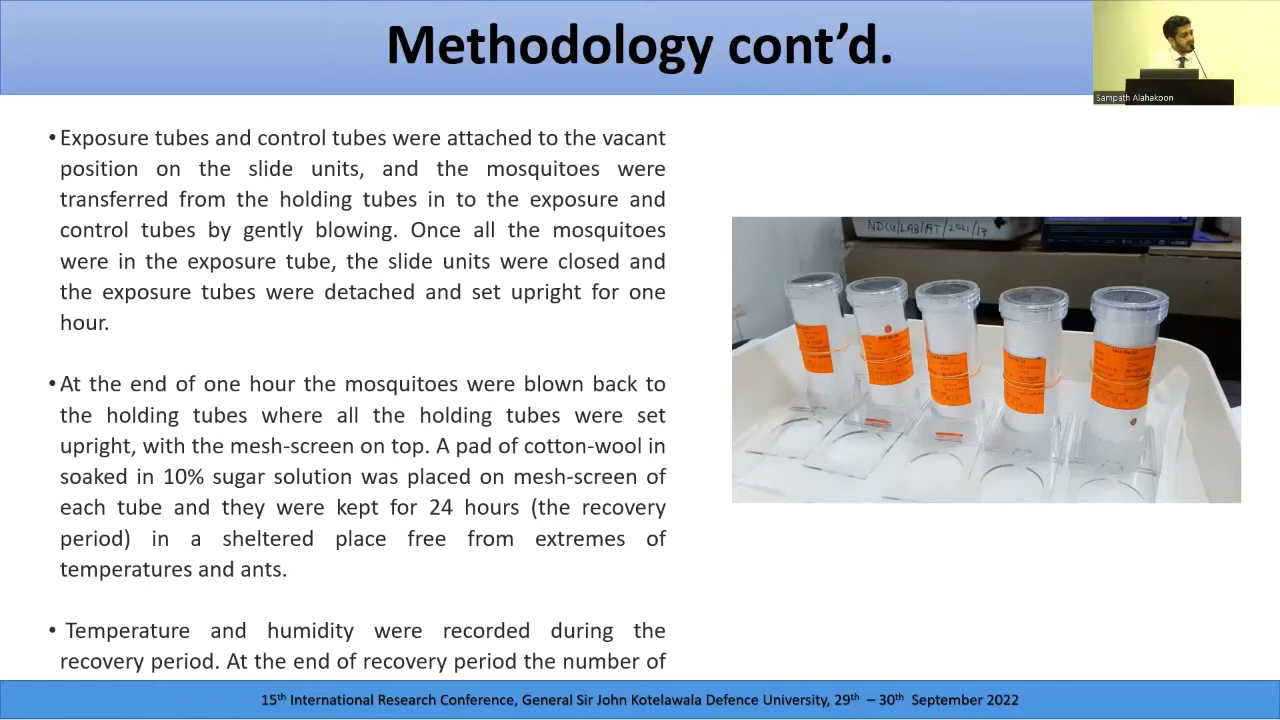 Methodology cont’d.
Sampath Alahakoon
•Exposure tubes and control tubes were attached to the vacant
position on the slide units, and the mosquitoes were
transferred from the holding tubes in to the exposure and
control tubes by gently blowing. Once all the mosquitoes
were in the exposure tube, the slide units were closed and
the exposure tubes were detached and set upright for one
hour.
•At the end of one hour the mosquitoes were blown back to
the holding tubes where all the holding tubes were set
upright, with the mesh-screen on top. A pad of cotton-wool in
soaked in 10% sugar solution was placed on mesh-screen of
each tube and they were kept for 24 hours (the recovery
period) in a sheltered place free from extremes of
temperatures and ants.
• Temperature and humidity were recorded during the
recovery period. At the end of recovery period the number of
15th International Research Conference, General Sir John Kotelawala Defence University, 29th – 30th September 2022